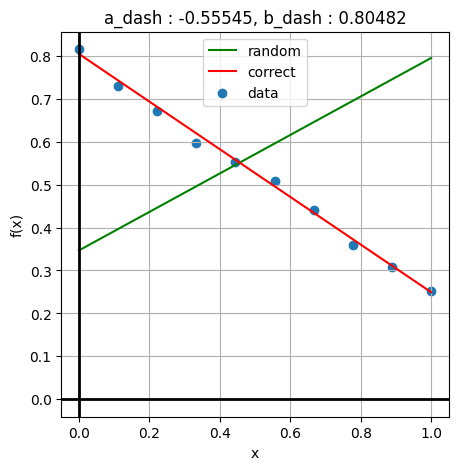 a_dash : -0.55545, b_dash : 0.80482
random
correct
data
0.8
0.7
0.6
0.5
0.4
0.3
0.2
0.1
0.0
f(x)
0.0 0.2 0.4 0.6 0.8 1.0
x